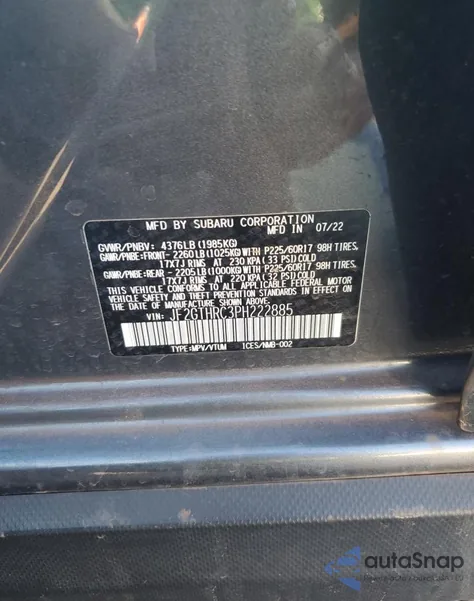 MFD BY SUBARU CORPORATION
MFD IN 07/22
GVWR/PNBV: 4376LB(1985KG)
GAWR/PNBE-FRONT-2260LB(1025KG)WITH P225/60R17 98H TIRES.
17X7J RIMS AT 230 KPA(33 PSI)COLD
GAWR/PNBE-REAR-2205LB(1000KG)WITH P225/60R17 98H TIRES.
17X7J RIMS AT 220 KPA(32 PSI)COLD
THIS VEHICLE CONFORMS TO ALL APPLICABLE FEDERAL MOTOR
VEHICLE SAFETY AND THEFT PREVENTION STANDARDS IN
EFFECT ON THE DATE OF MANUFACTURE SHOWN ABOVE.
VIN: JF2GTHRC3PH222885
TYPE:MPV/VTUM ICES/NMB-002
autaSnap